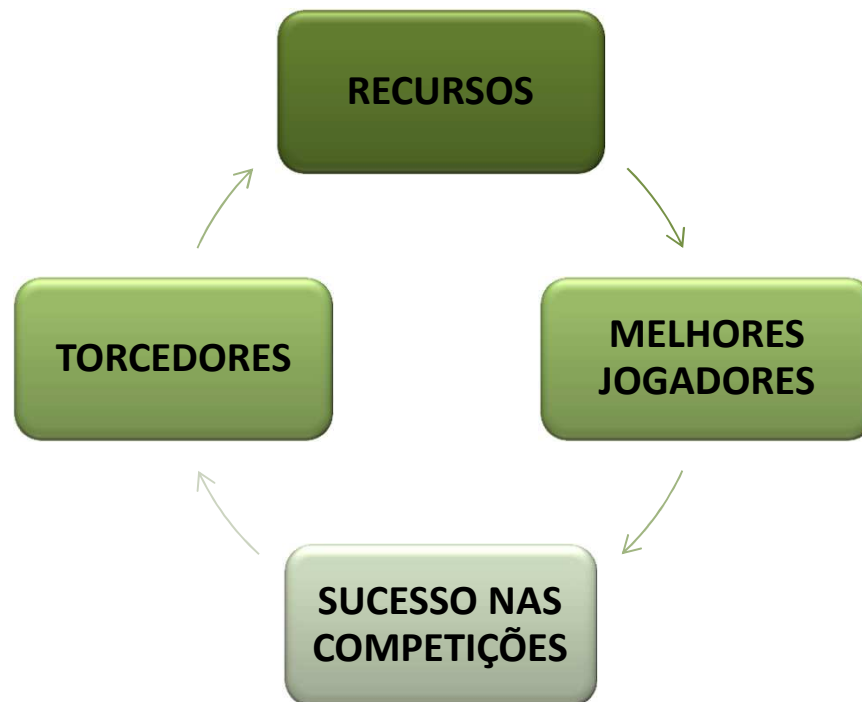 RECURSOS
MELHORES
JOGADORES
SUCESSO NAS
COMPETIÇÕES
TORCEDORES